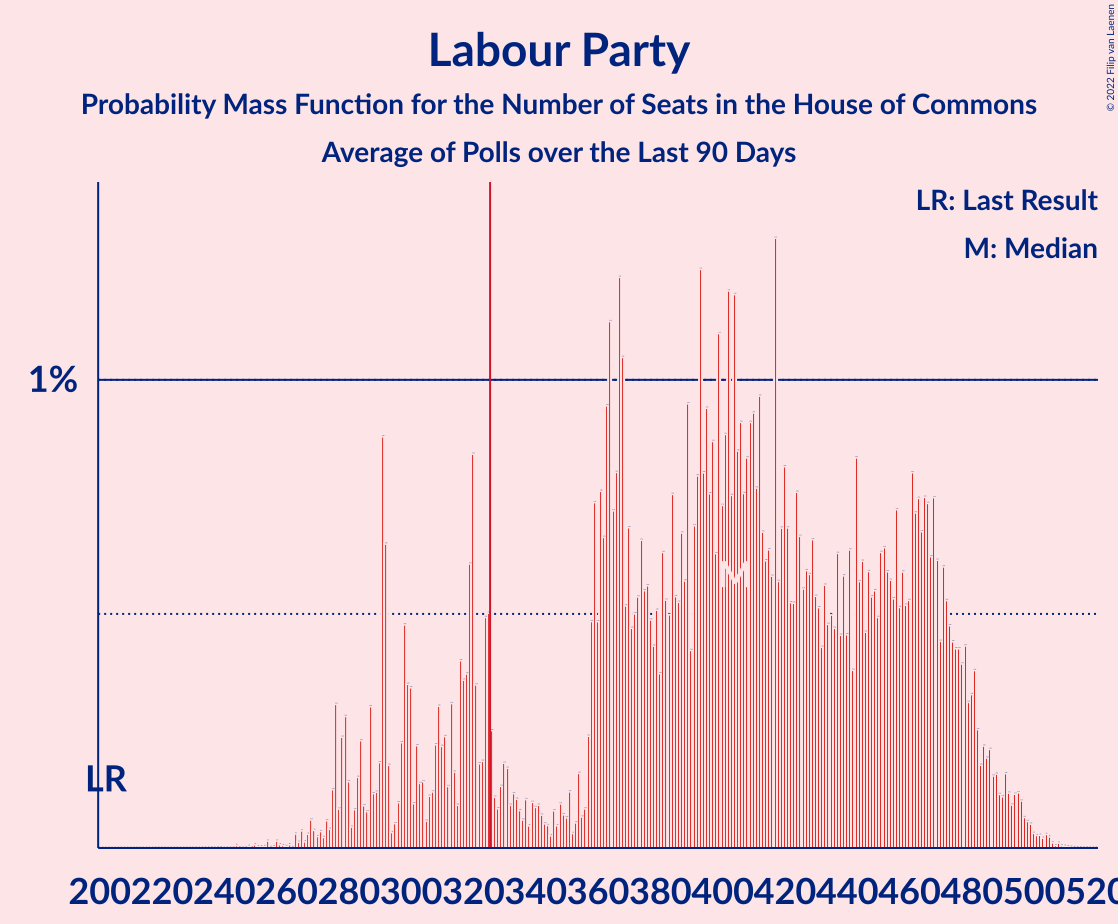 Labour Party
Probability Mass Function for the Number of Seats in the House of Commons
Average of Polls over the Last 90 Days
© 2022 Filip van Laenen
LR: Last Result
M: Median
1%
M
LR
200220240260280300320340360380400420440460480500520